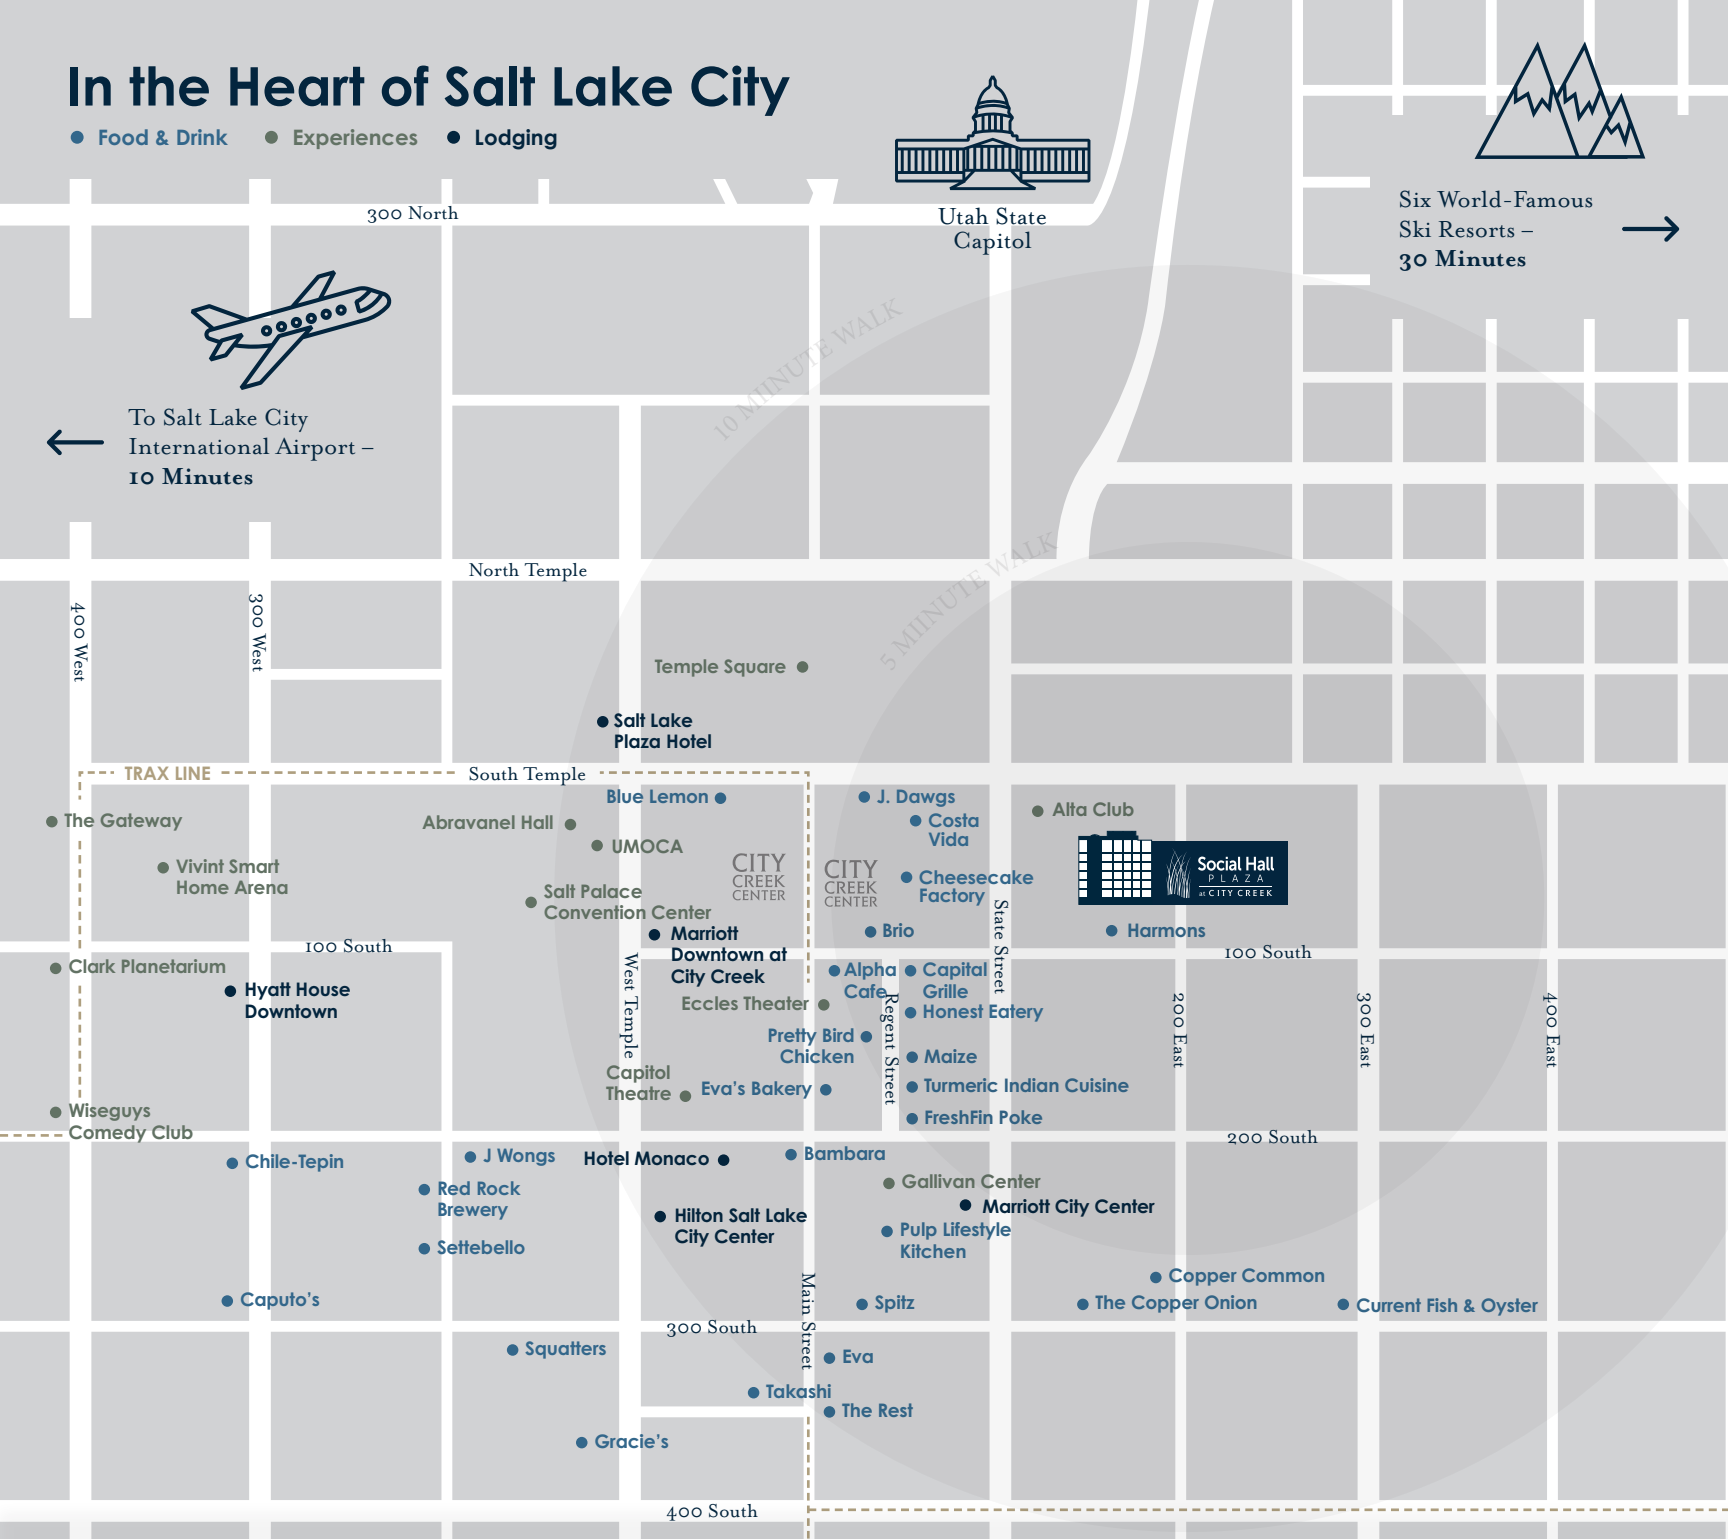 In the Heart of Salt Lake City
Food & Drink
Experiences
Lodging
300 North
Utah State
Capitol
Six World-Famous
Ski Resorts –
30 Minutes
To Salt Lake City
International Airport –
10 Minutes
10 MIINUTE WALK
5 MIINUTE WALK
North Temple
400 West
300 West
Temple Square
Salt Lake
Plaza Hotel
TRAX LINE
South Temple
Blue Lemon
J. Dawgs
Costa
Vida
Alta Club
The Gateway
Abravanel Hall
UMOCA
Vivint Smart
Home Arena
CITY
CREEK
CENTER
CITY
CREEK
CENTER
Cheesecake
Factory
Social Hall
PLAZA
at CITY CREEK
Salt Palace
Convention Center
Marriott
Downtown at
City Creek
Brio
State Street
Harmons
100 South
100 South
West Temple
Clark Planetarium
Hyatt House
Downtown
Alpha
Cafe
Capital
Grille
Regent Street
Eccles Theater
Honest Eatery
200 East
300 East
400 East
Pretty Bird
Chicken
Maize
Capitol
Theatre
Eva's Bakery
Turmeric Indian Cuisine
Wiseguys
Comedy Club
FreshFin Poke
200 South
Chile-Tepin
J Wongs
Hotel Monaco
Bambara
Red Rock
Brewery
Gallivan Center
Marriott City Center
Hilton Salt Lake
City Center
Pulp Lifestyle
Kitchen
Settebello
Main Street
Copper Common
Caputo's
Spitz
The Copper Onion
Current Fish & Oyster
300 South
Squatters
Eva
Takashi
The Rest
Gracie's
400 South